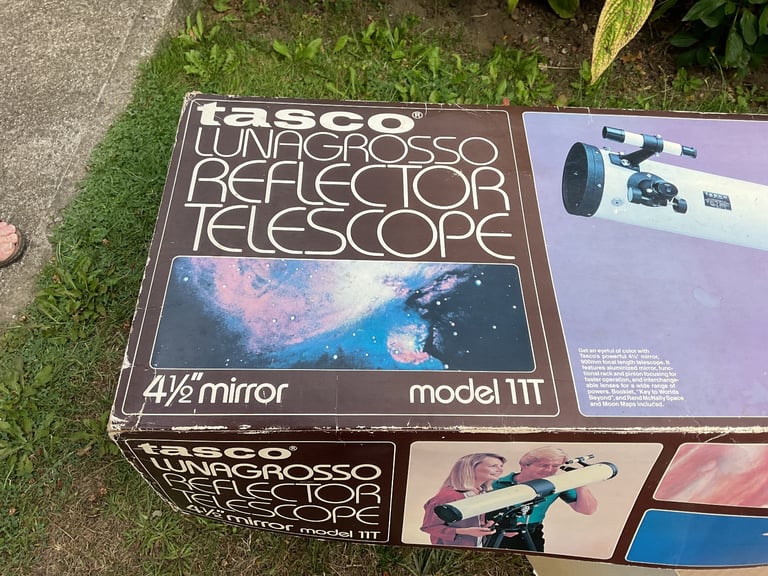 tasco®
LUNAGROSSO
REFLECTOR
TELESCOPE
4½" mirror
model 11T
Get an eyeful of color with
Tasco's powerful 4½" mirror,
900mm focal length telescope. It
features aluminized mirror, func-
tional rack and pinion focusing for
faster operation, and interchange-
able lenses for a wide range of
powers. Booklet, "Key to Worlds
Beyond", and Rand McNally Space
and Moon Maps included.
tasco®
LUNAGROSSO
REFLECTOR
TELESCOPE
4½" mirror model 11T